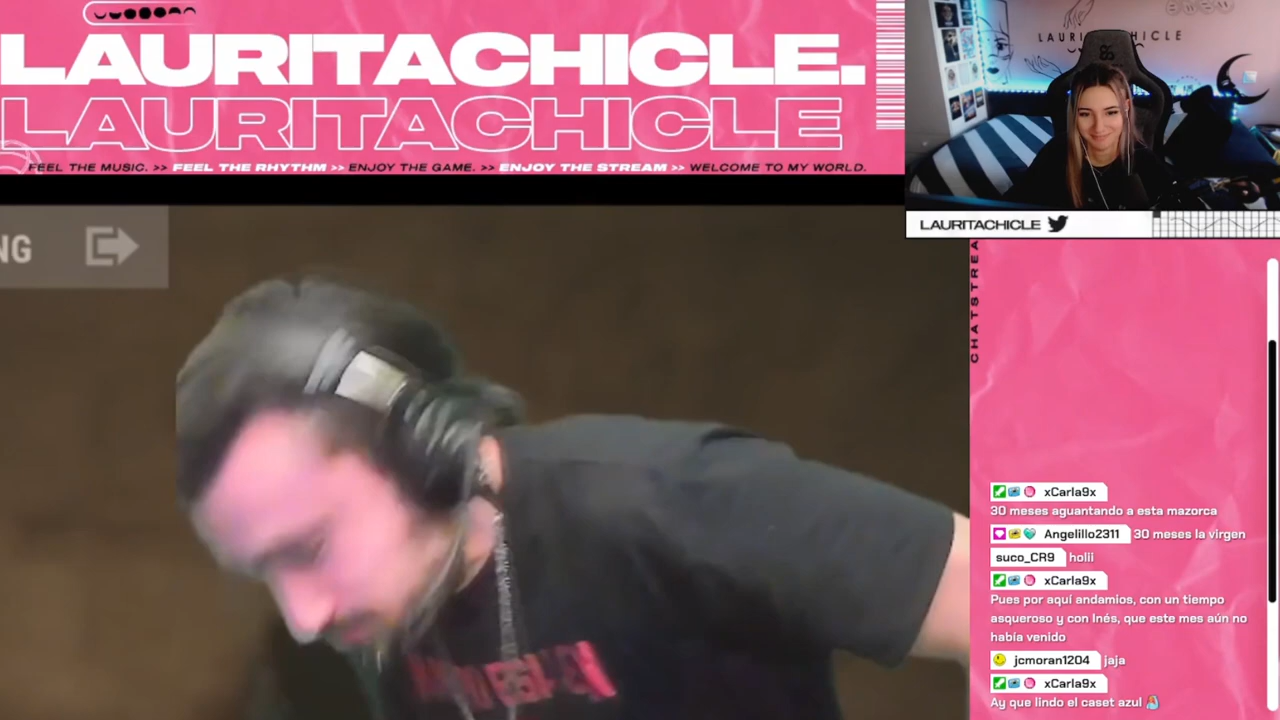 LAURITACHICLE.
LAURITACHICLE
FEEL THE MUSIC. >> FEEL THE RHYTHM >> ENJOY THE GAME. >> ENJOY THE STREAM >> WELCOME TO MY WORLD.
LAURITACHICLE
NG
CHATSTREA
xCarla9x
30 meses aguantando a esta mazorca
Angelillo2311 30 meses la virgen
suco_CR9 holii
xCarla9x
Pues por aquí andamios, con un tiempo
asqueroso y con Inés, que este mes aún no
había venido
jcmoran1204 jaja
xCarla9x
Ay que lindo el caset azul